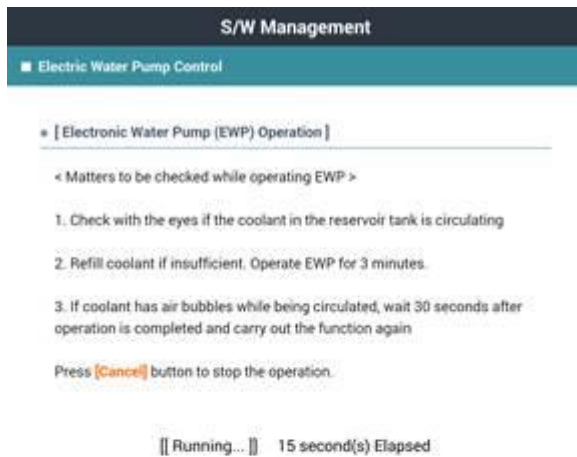 S/W Management
■ Electric Water Pump Control
[ Electronic Water Pump (EWP) Operation ]
< Matters to be checked while operating EWP >
1. Check with the eyes if the coolant in the reservoir tank is circulating
2. Refill coolant if insufficient. Operate EWP for 3 minutes.
3. If coolant has air bubbles while being circulated, wait 30 seconds after
operation is completed and carry out the function again
Press [Cancel] button to stop the operation.
[[ Running... ]] 15 second(s) Elapsed